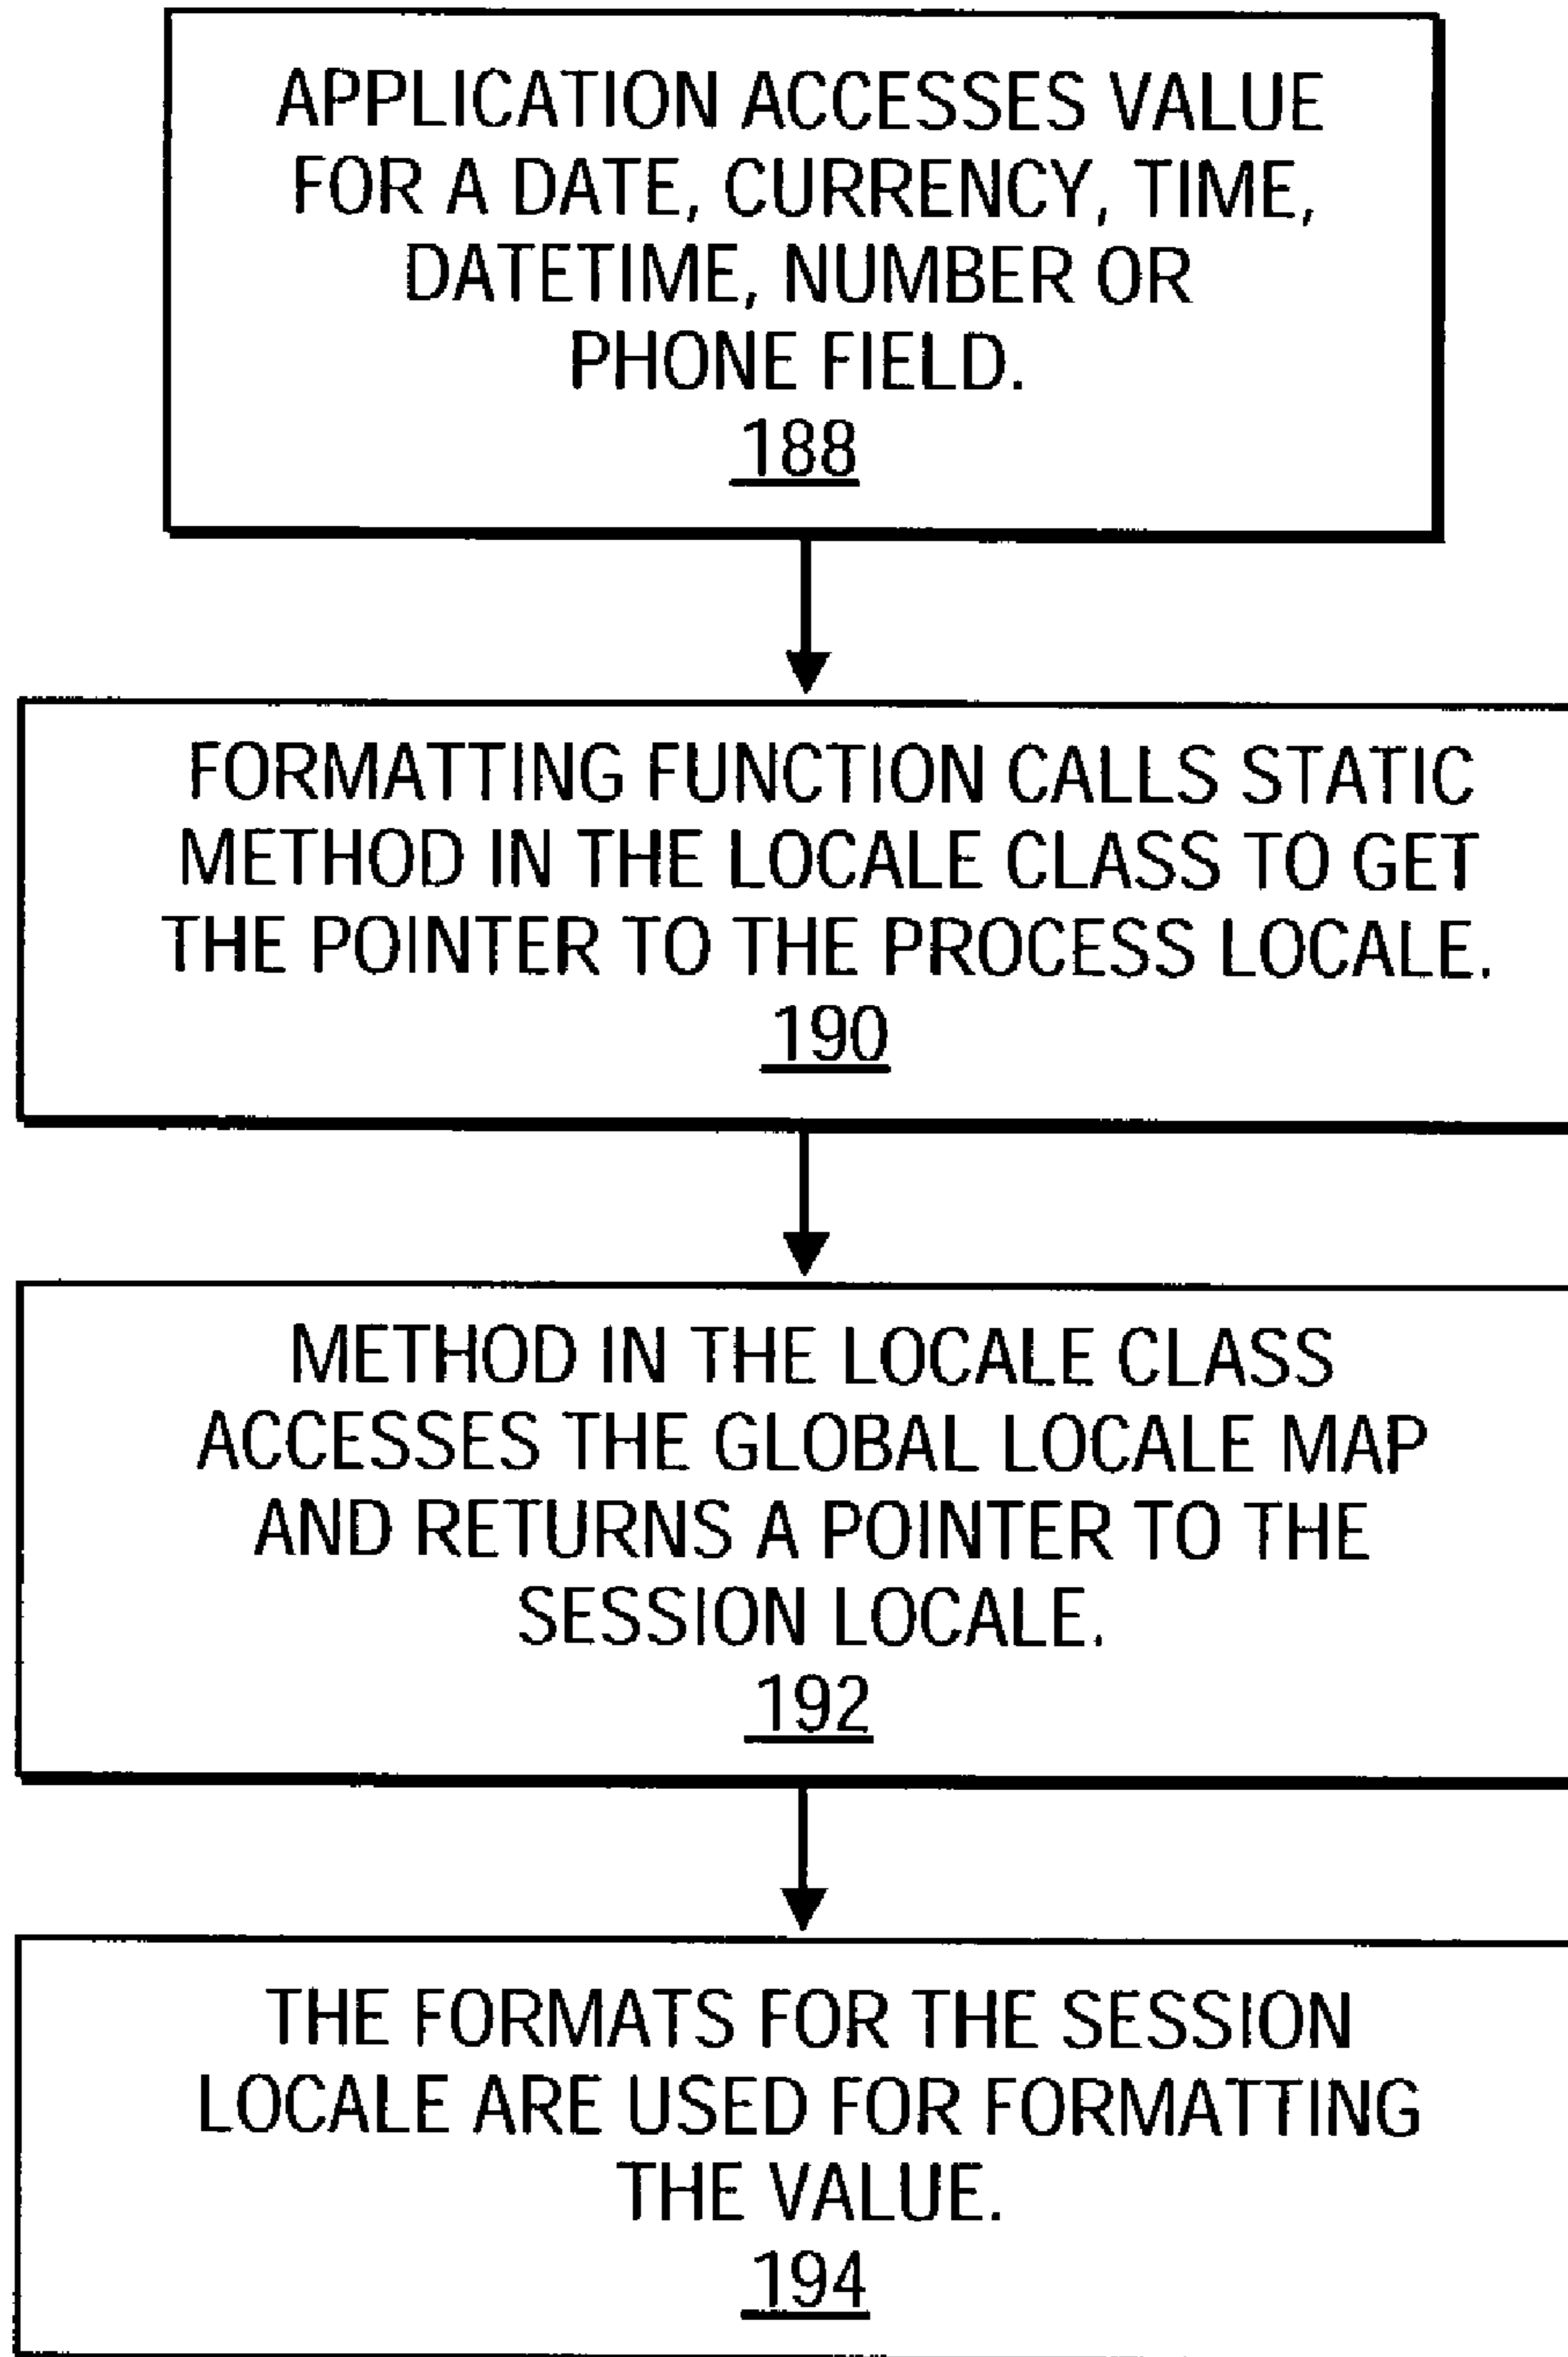 APPLICATION ACCESSES VALUE
FOR A DATE, CURRENCY, TIME,
DATETIME, NUMBER OR
PHONE FIELD.
188
FORMATTING FUNCTION CALLS STATIC
METHOD IN THE LOCALE CLASS TO GET
THE POINTER TO THE PROCESS LOCALE.
190
METHOD IN THE LOCALE CLASS
ACCESSES THE GLOBAL LOCALE MAP
AND RETURNS A POINTER TO THE
SESSION LOCALE.
192
THE FORMATS FOR THE SESSION
LOCALE ARE USED FOR FORMATTING
THE VALUE.
194